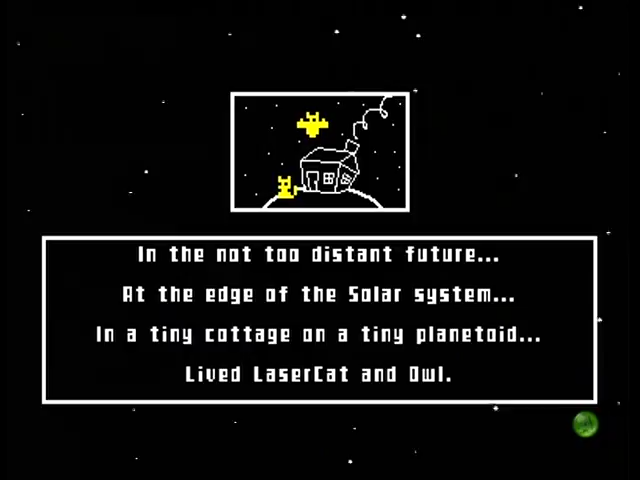 In the not too distant future...
At the edge of the Solar system...
In a tiny cottage on a tiny planetoid...
Lived LaserCat and Owl.